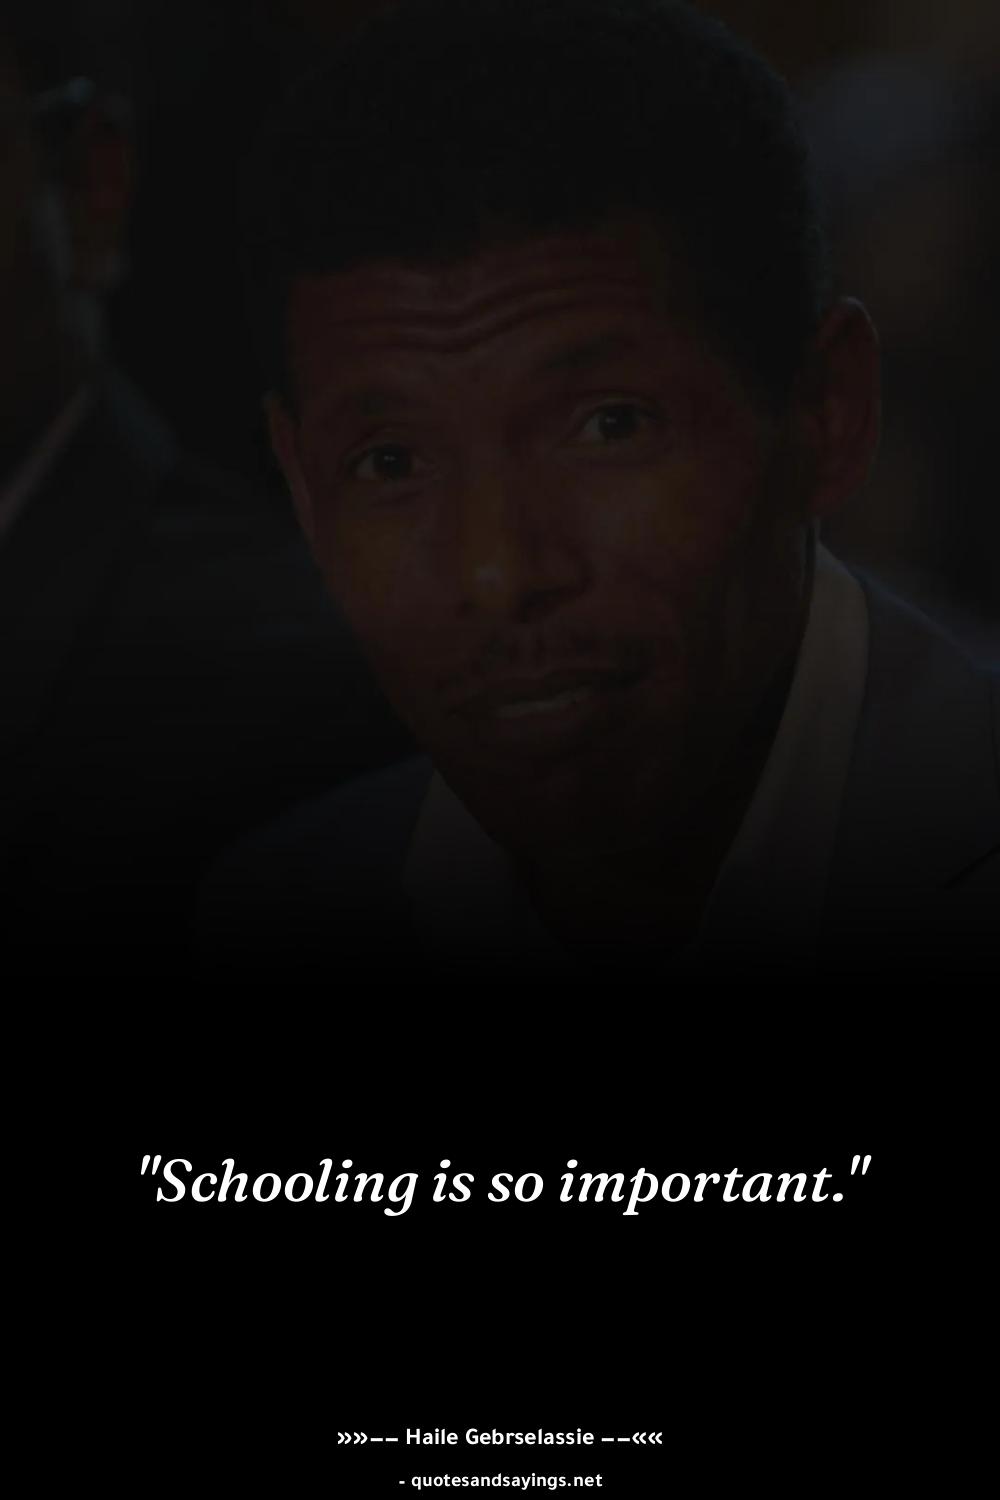 "Schooling is so important."
»»–– Haile Gebrselassie ––««
- quotesandsayings.net